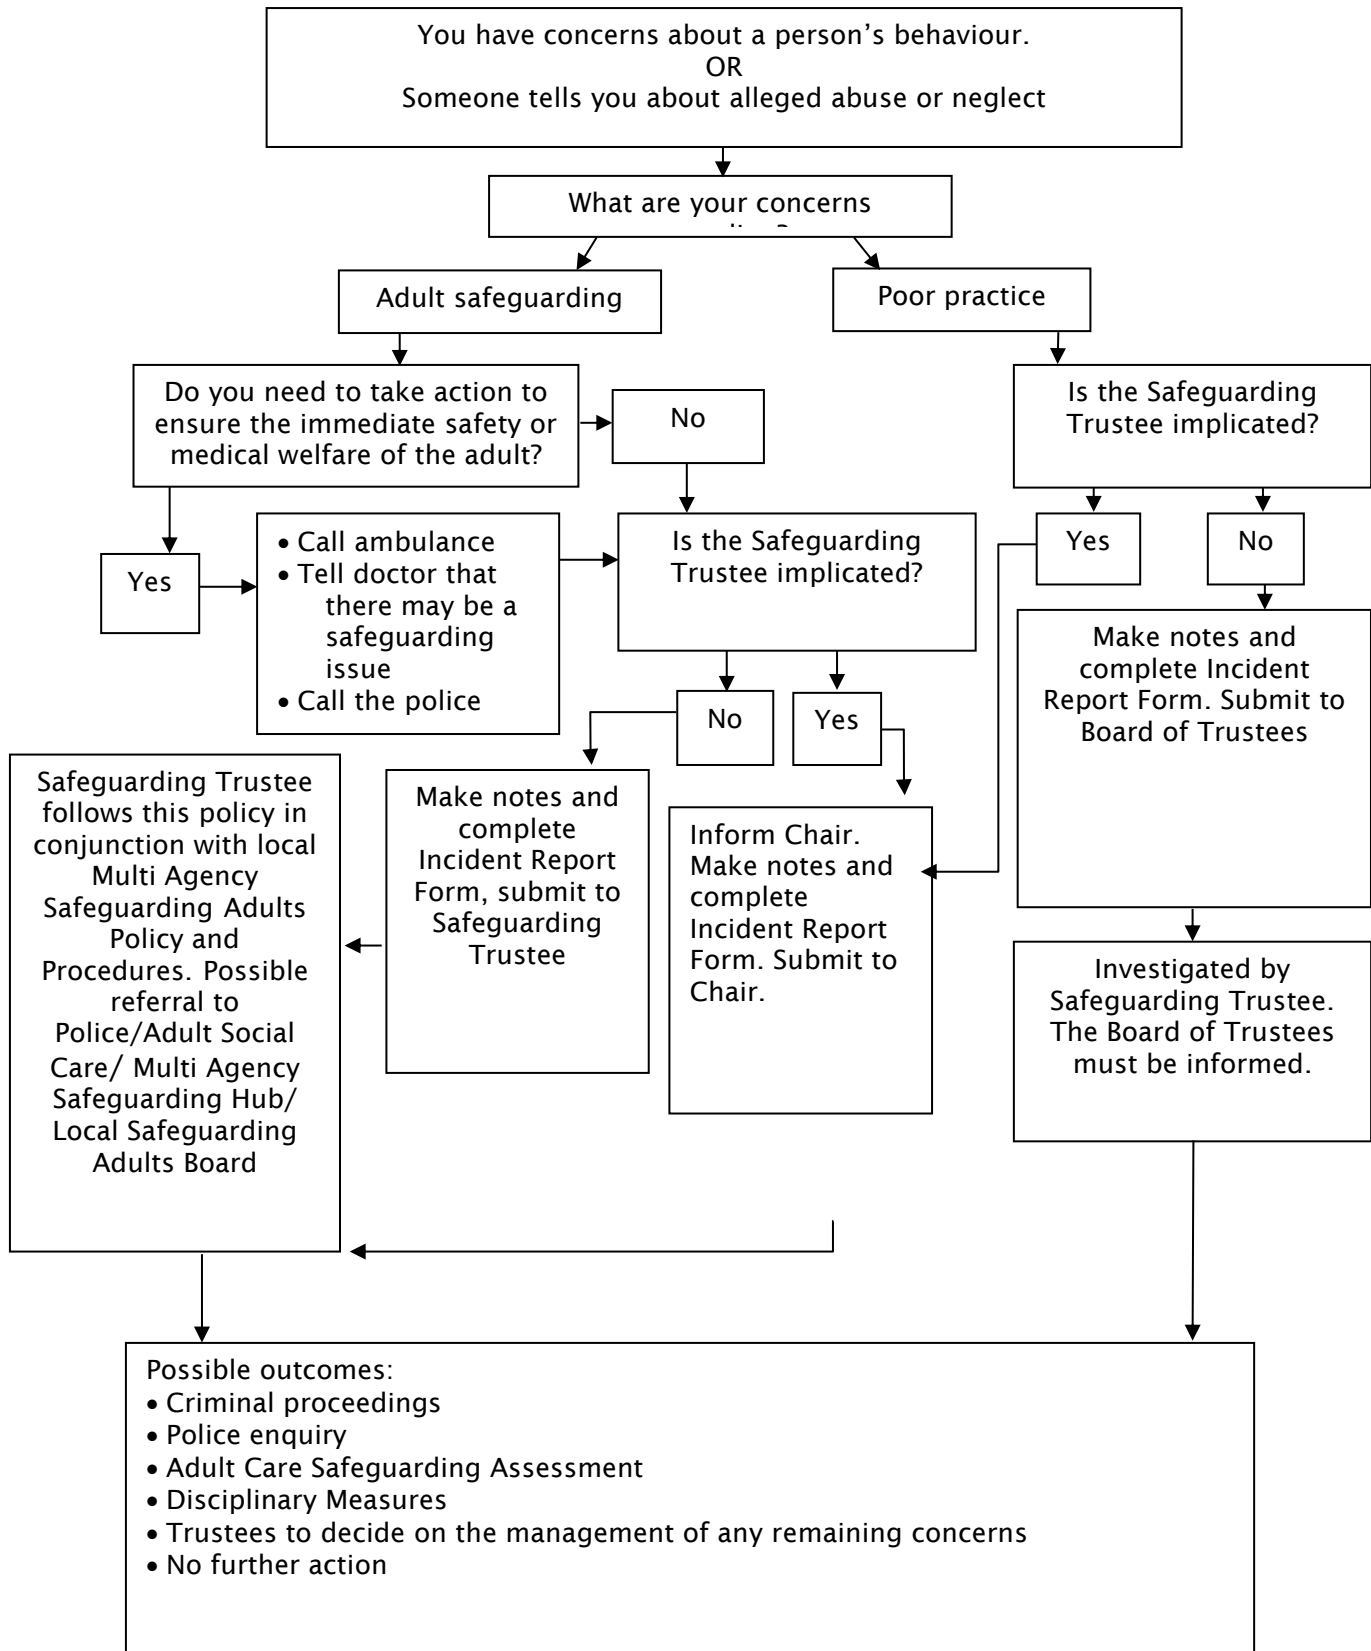 You have concerns about a person's behaviour.
OR
Someone tells you about alleged abuse or neglect
What are your concerns
Adult safeguarding
Poor practice
Do you need to take action to
ensure the immediate safety or
medical welfare of the adult?
No
Is the Safeguarding
Trustee implicated?
Yes
• Call ambulance
• Tell doctor that
there may be a
safeguarding
issue
• Call the police
Is the Safeguarding
Trustee implicated?
Yes
No
No
Yes
Make notes and
complete Incident
Report Form. Submit to
Board of Trustees
Safeguarding Trustee
follows this policy in
conjunction with local
Multi Agency
Safeguarding Adults
Policy and
Procedures. Possible
referral to
Police/Adult Social
Care/ Multi Agency
Safeguarding Hub/
Local Safeguarding
Adults Board
Make notes and
complete
Incident Report
Form, submit to
Safeguarding
Trustee
Inform Chair.
Make notes and
complete
Incident Report
Form. Submit to
Chair.
Investigated by
Safeguarding Trustee.
The Board of Trustees
must be informed.
Possible outcomes:
• Criminal proceedings
• Police enquiry
• Adult Care Safeguarding Assessment
• Disciplinary Measures
• Trustees to decide on the management of any remaining concerns
• No further action